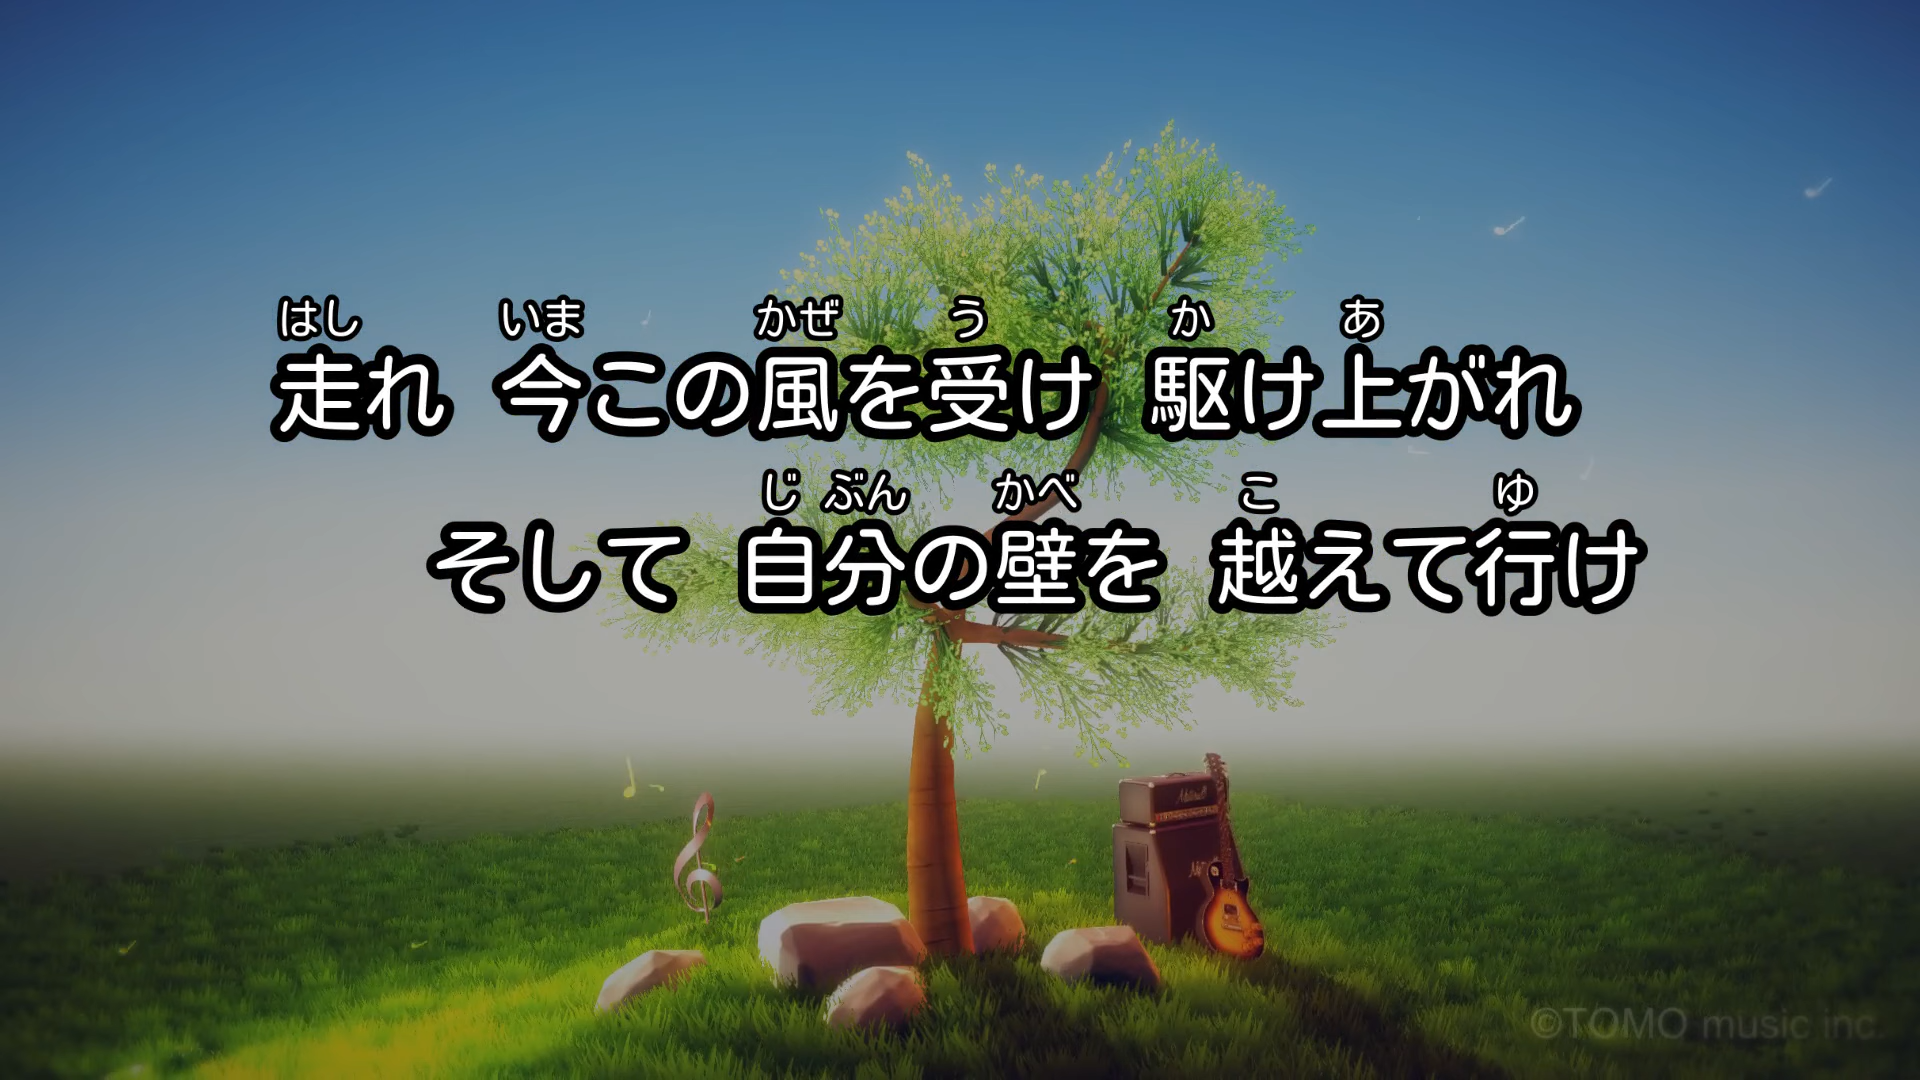 はし いま かぜ う か あ
走れ 今この風を受け 駆け上がれ
じ ぶん かべ こ ゆ
そして 自分の壁を 越えて行け
Marshall
©TOMO music inc.